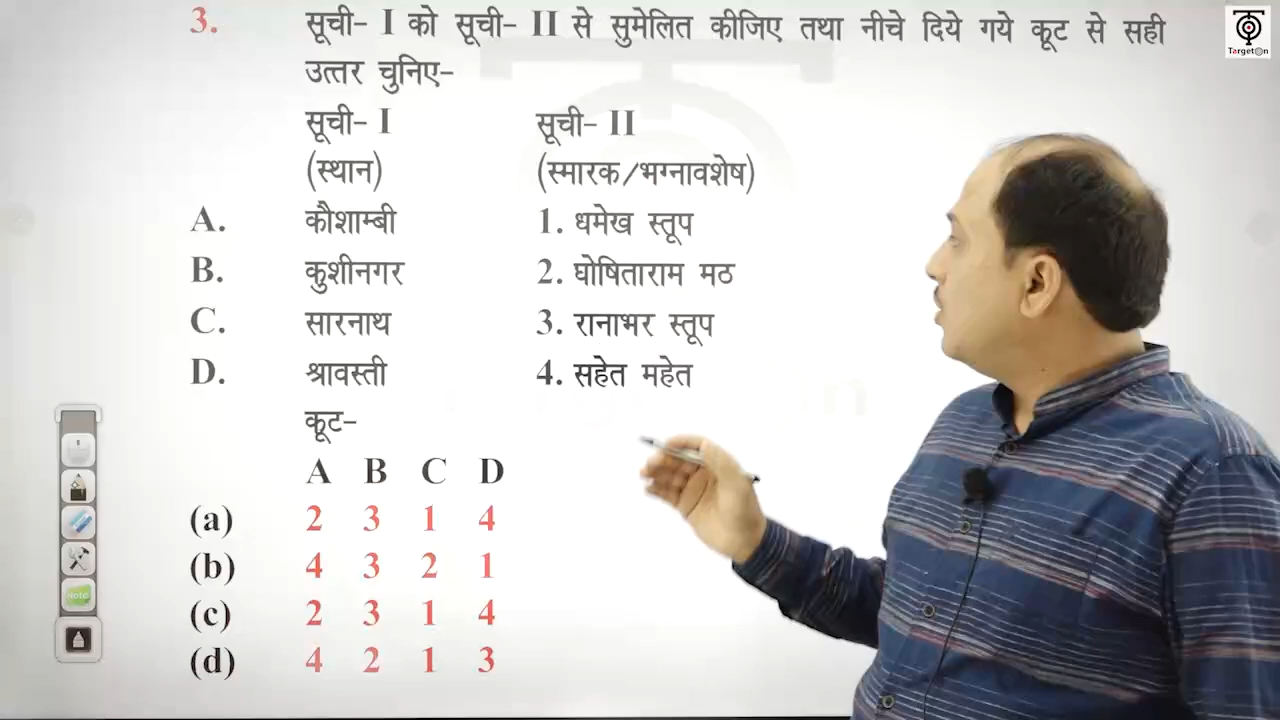 3. सूची- I को सूची- II से सुमेलित कीजिए तथा नीचे दिये गये कूट से सही
उत्तर चुनिए-
सूची- I सूची- II
(स्थान) (स्मारक/भग्नावशेष)
A. कौशाम्बी 1. धमेख स्तूप
B. कुशीनगर 2. घोषिताराम मठ
C. सारनाथ 3. रानाभर स्तूप
D. श्रावस्ती 4. सहेत महेत
कूट-
A B C D
(a) 2 3 1 4
(b) 4 3 2 1
(c) 2 3 1 4
(d) 4 2 1 3
TargetOn
Note